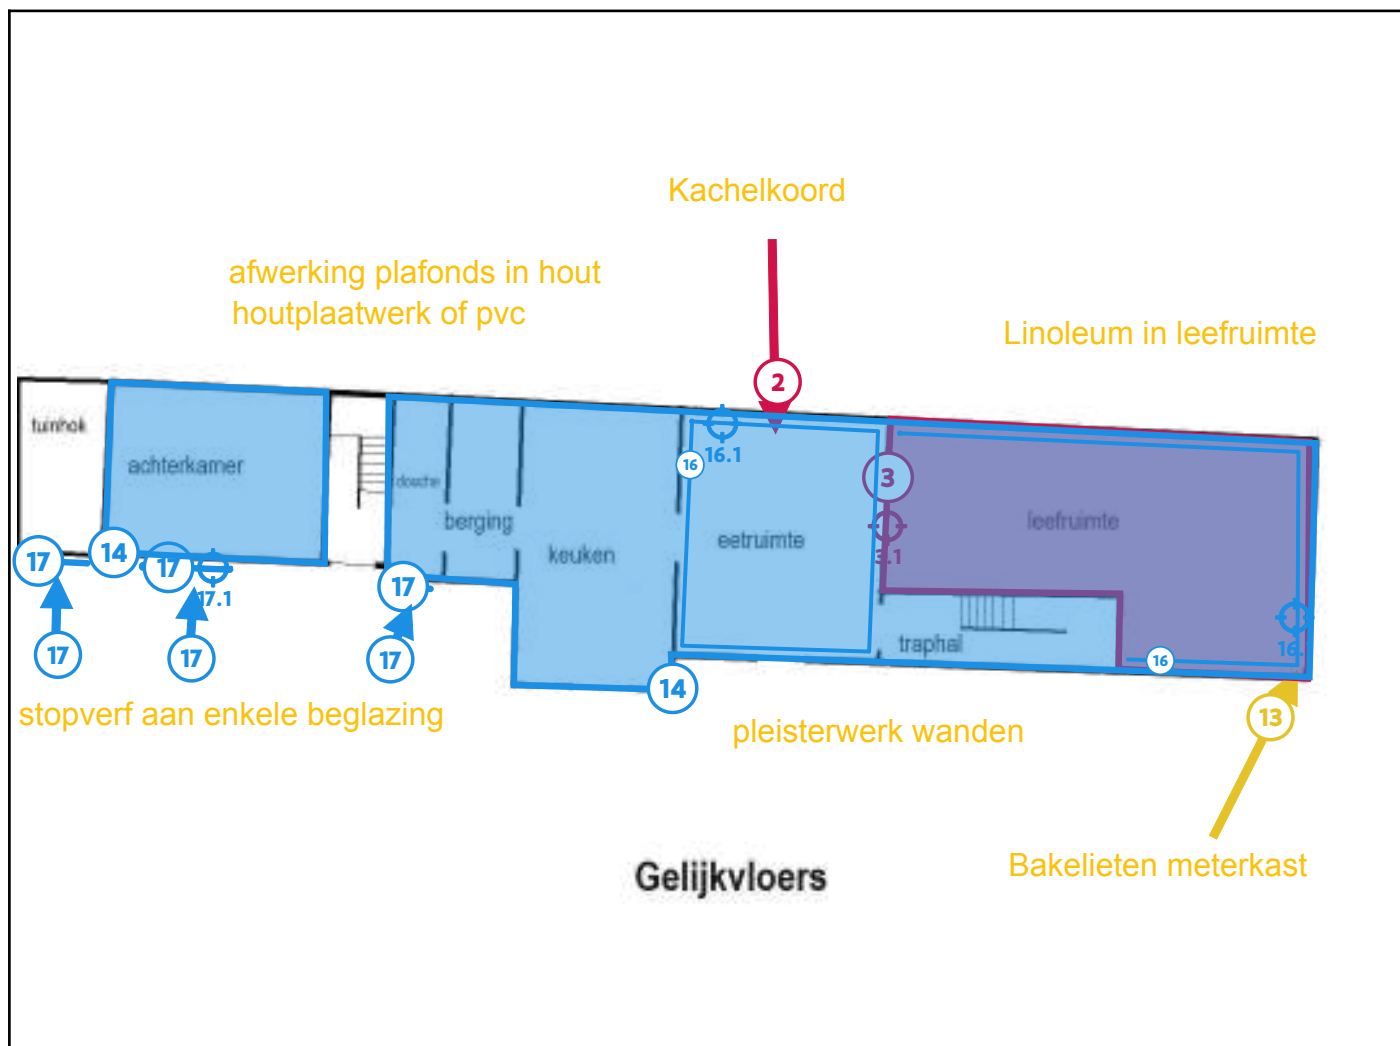 Kachelkoord
afwerking plafonds in hout
houtplaatwerk of pvc
Linoleum in leefruimte
2
tuinhok
achterkamer
douche
berging
keuken
16
16.1
eetruimte
3
3.1
leefruimte
traphal
16
16.
17
14
17
17.1
17
17
17
17
14
13
stopverf aan enkele beglazing
pleisterwerk wanden
Bakelieten meterkast
Gelijkvloers